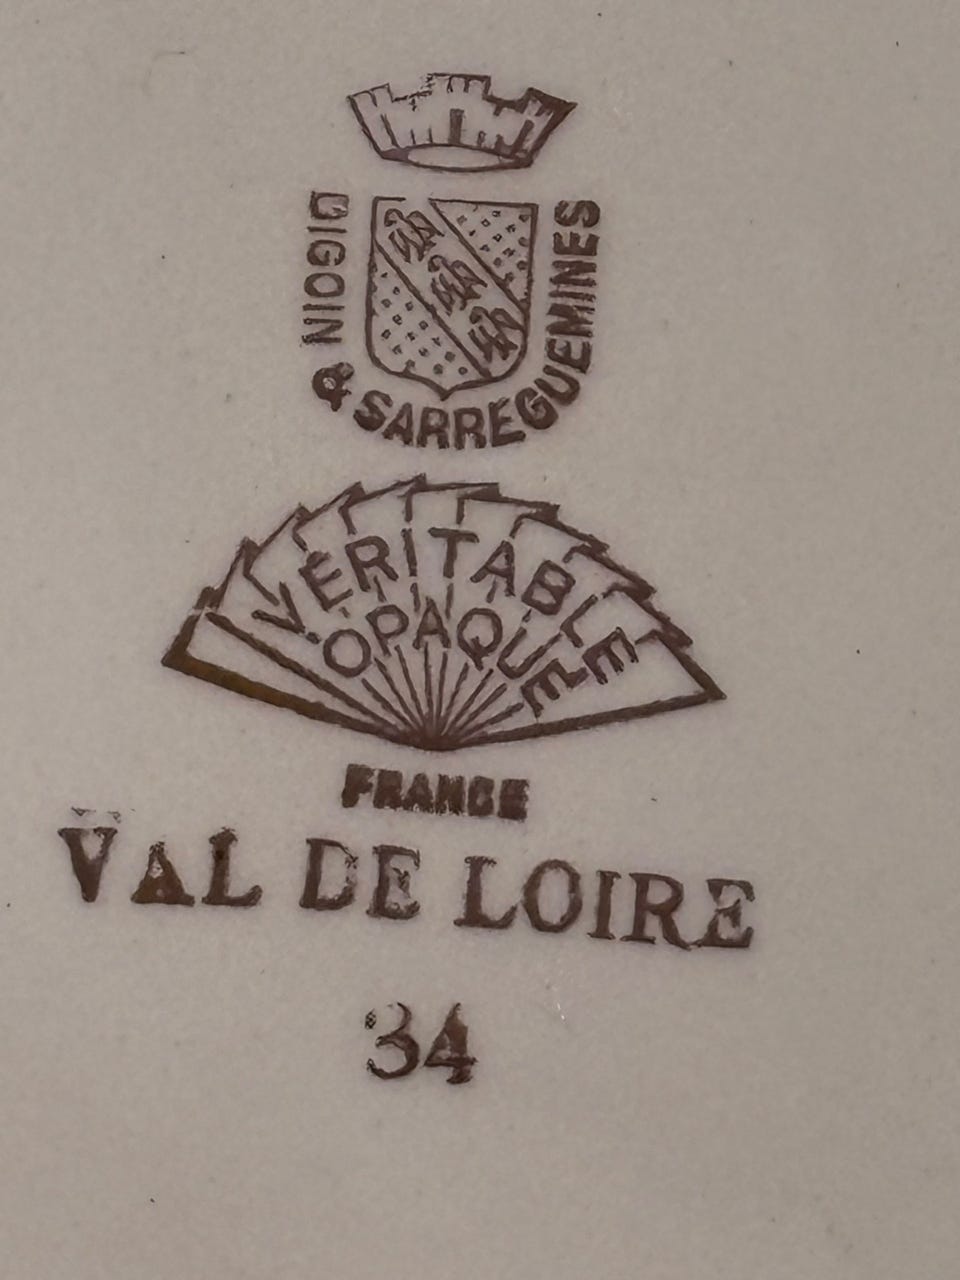 DIGOIN & SARREGUEMINES
VÉRITABLE
OPAQUE
FRANCE
VAL DE LOIRE
34